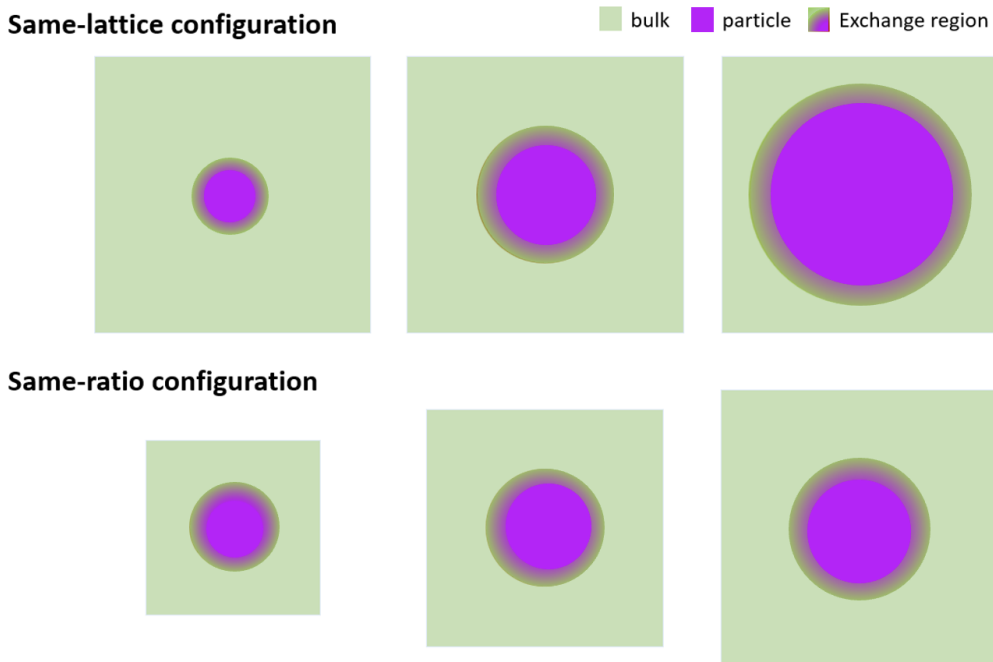 Same-lattice configuration
bulk particle Exchange region
Same-ratio configuration